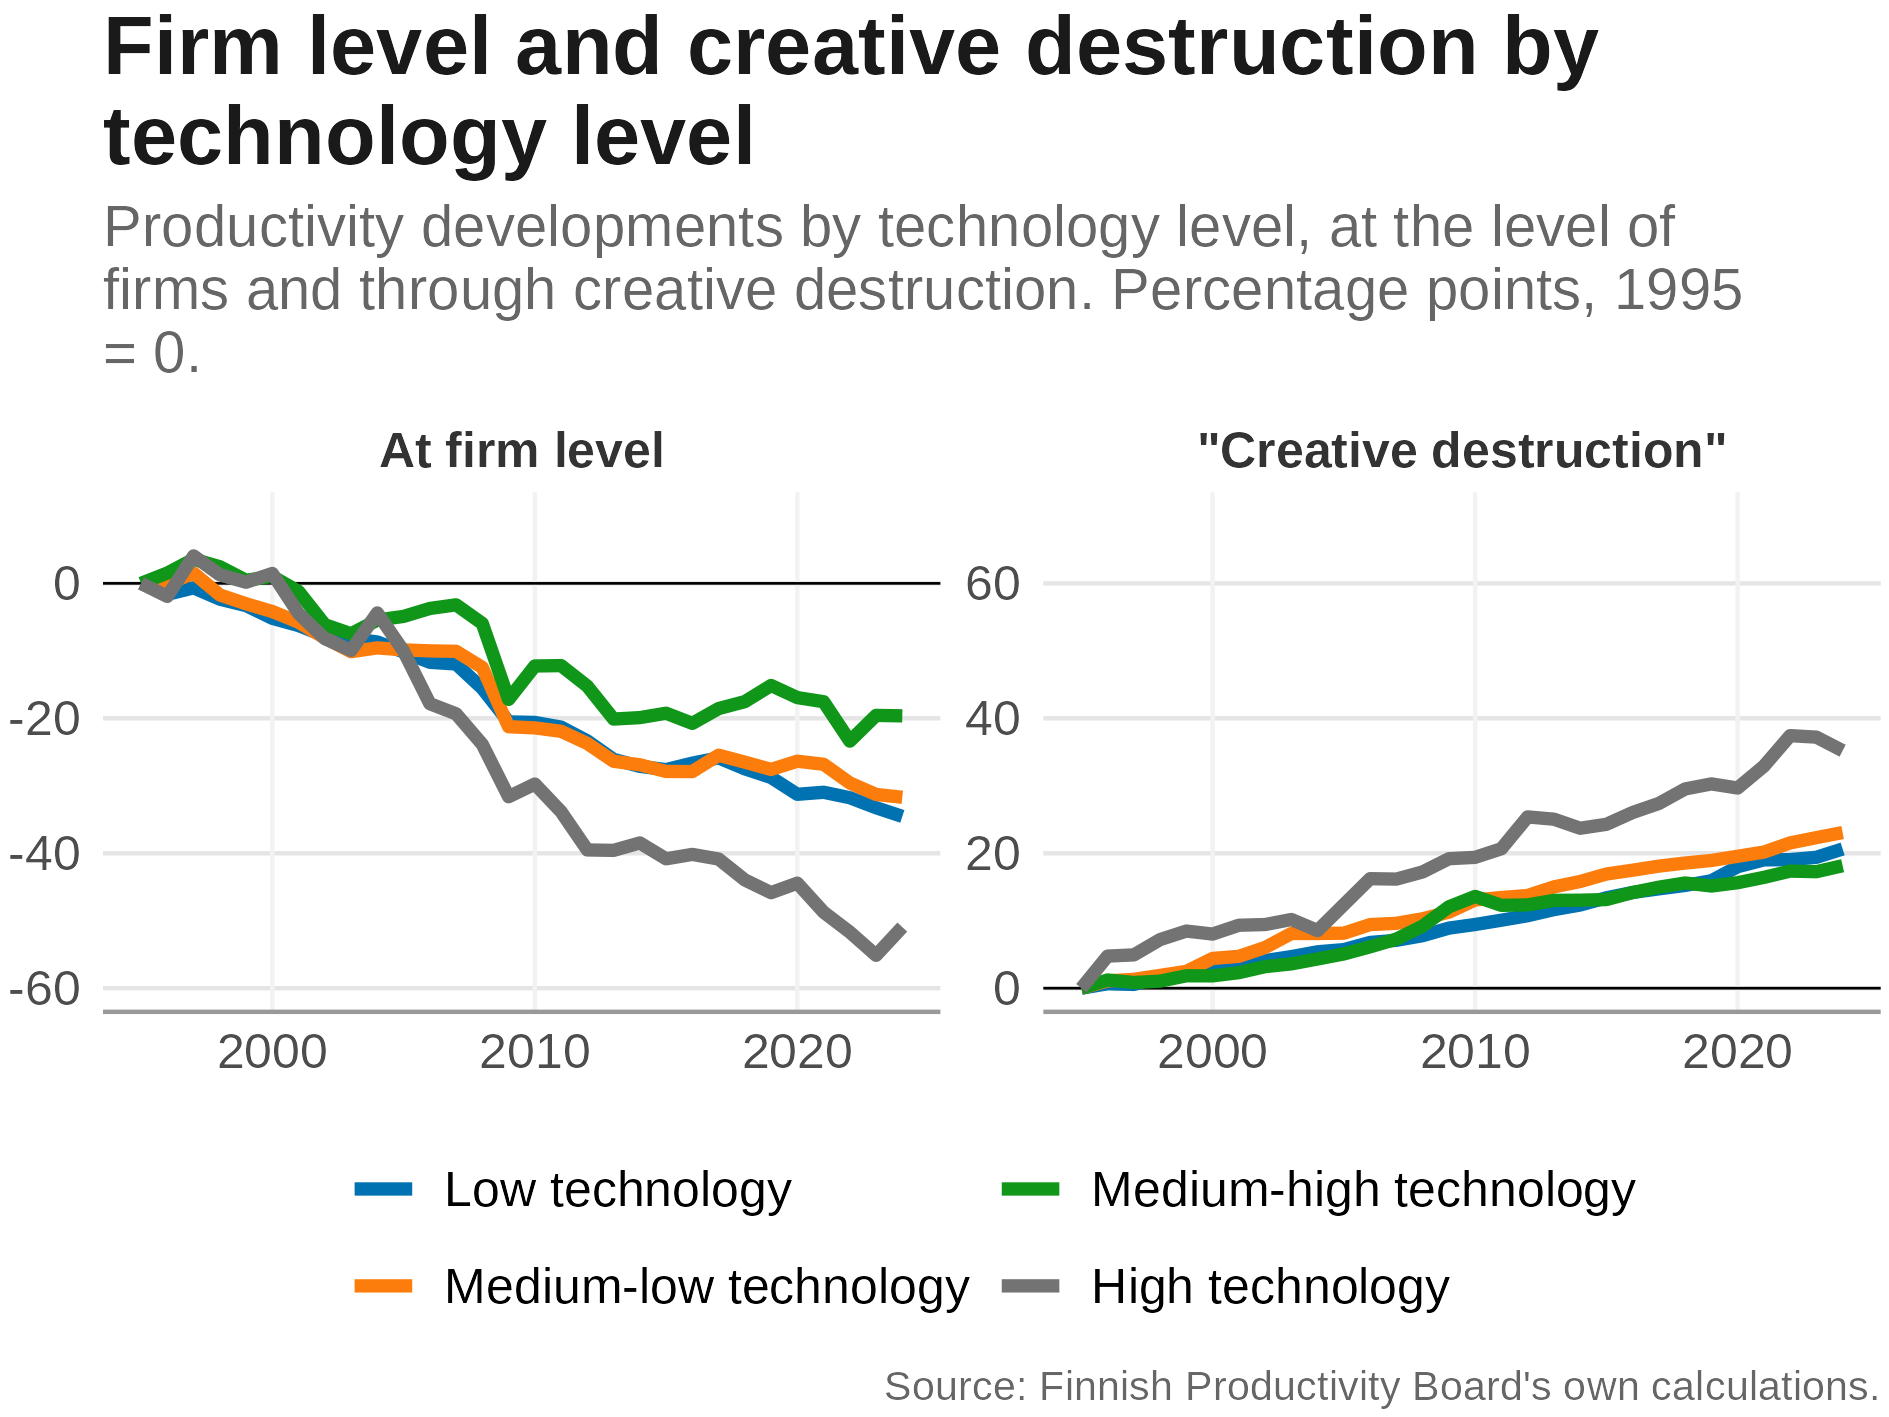 Firm level and creative destruction by
technology level
Productivity developments by technology level, at the level of
firms and through creative destruction. Percentage points, 1995
= 0.
At firm level
"Creative destruction"
0
-20
-40
-60
60
40
20
0
2000 2010 2020
2000 2010 2020
Low technology
Medium-high technology
Medium-low technology
High technology
Source: Finnish Productivity Board's own calculations.